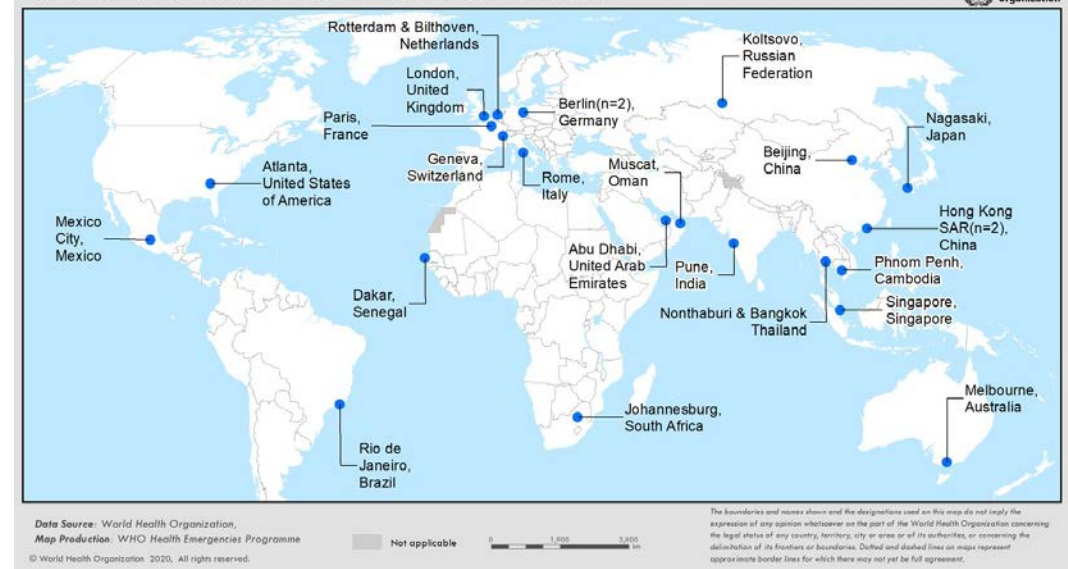 Organization
Rotterdam & Bilthoven,
Netherlands
Koltsovo,
Russian
Federation
London,
United
Kingdom
Berlin(n=2),
Germany
Paris,
France
Nagasaki,
Japan
Geneva,
Switzerland
Rome,
Italy
Muscat,
Oman
Beijing,
China
Atlanta,
United States
of America
Mexico
City,
Mexico
Hong Kong
SAR(n=2),
China
Abu Dhabi,
United Arab
Emirates
Pune,
India
Phnom Penh,
Cambodia
Dakar,
Senegal
Nonthaburi & Bangkok
Thailand
Singapore,
Singapore
Johannesburg,
South Africa
Melbourne,
Australia
Rio de
Janeiro,
Brazil
Data Source: World Health Organization,
Map Production: WHO Health Emergencies Programme
© World Health Organization 2020, All rights reserved.
Not applicable
0 1,900 3,800
km
The boundaries and names shown and the designations used on this map do not imply the
expression of any opinion whatsoever on the part of the World Health Organization concerning
the legal status of any country, territory, city or area or of its authorities, or concerning the
delimitation of its frontiers or boundaries. Dotted and dashed lines on maps represent
approximate border lines for which there may not yet be full agreement.